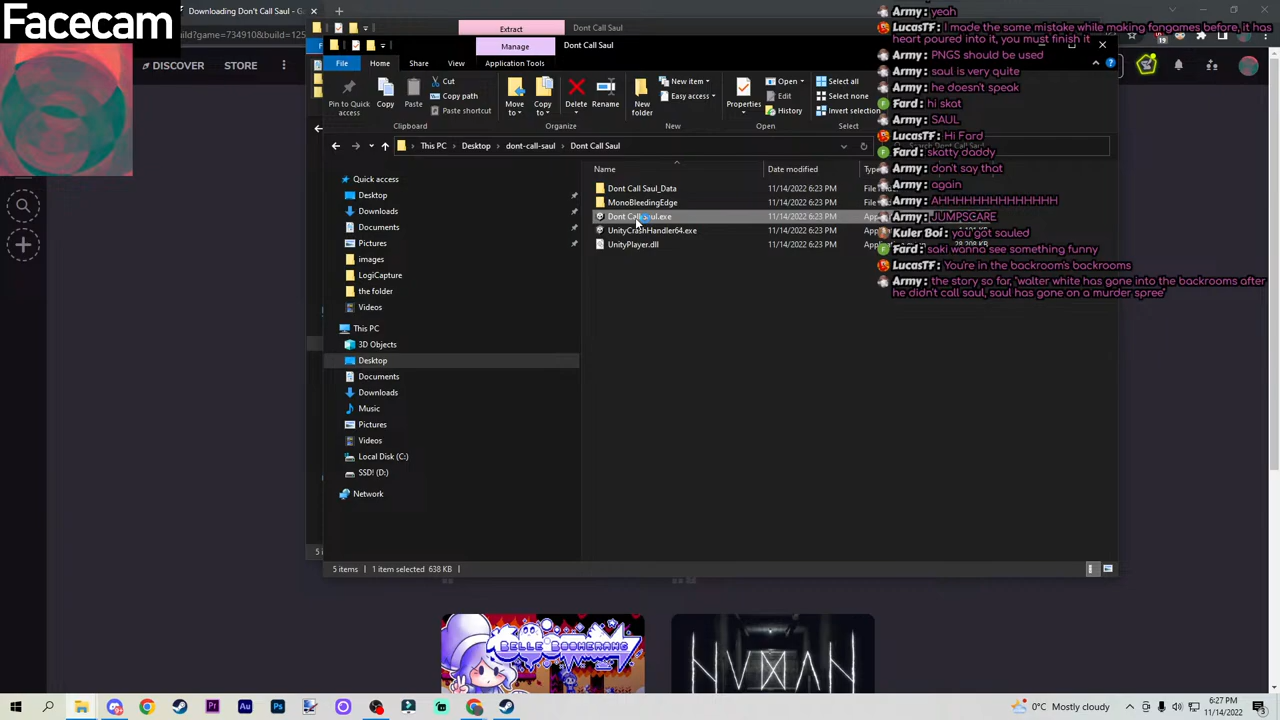 Facecam
Downloading Don't Call Saul -
game=734910&b=125
DISCOVER
STORE
Extract
Dont Call Saul
Manage
Dont Call Saul
File
Home
Share
View
Application Tools
Pin to Quick access
Copy
Paste
Cut
Copy path
Paste shortcut
Clipboard
Move to
Copy to
Delete
Rename
Organize
New folder
New item
Easy access
New
Properties
Open
Edit
History
Open
Select all
Select none
Invert selection
Select
This PC
Desktop
dont-call-saul
Dont Call Saul
Name
Date modified
Quick access
Desktop
Downloads
Documents
Pictures
images
LogiCapture
the folder
Videos
This PC
3D Objects
Desktop
Documents
Downloads
Music
Pictures
Videos
Local Disk (C:)
SSD! (D:)
Network
Dont Call Saul_Data 11/14/2022 6:23 PM
MonoBleedingEdge 11/14/2022 6:23 PM
Dont Call Saul.exe 11/14/2022 6:23 PM
UnityCrashHandler64.exe 11/14/2022 6:23 PM
UnityPlayer.dll 11/14/2022 6:23 PM
5 items
1 item selected 638 KB
Army : yeah
LucasTF : I made the same mistake while making fangames before, it has
heart poured into it, you must finish it
Army : PNGS should be used
Army : saul is very quite
Army : he doesn't speak
Fard : hi skat
Army : SAUL
LucasTF : Hi Fard
Fard : skatty daddy
Army : don't say that
Army : again
Army : AHHHHHHHHHHHHHH
Army : JUMPSCARE
Kuler Boi : you got sauled
Fard : saki wanna see something funny
LucasTF : You're in the backroom's backrooms
Army : the story so far, "walter white has gone into the backrooms after
he didn't call saul, saul has gone on a murder spree"
BELLE BOOMERANG
0°C Mostly cloudy
6:27 PM
11/14/2022